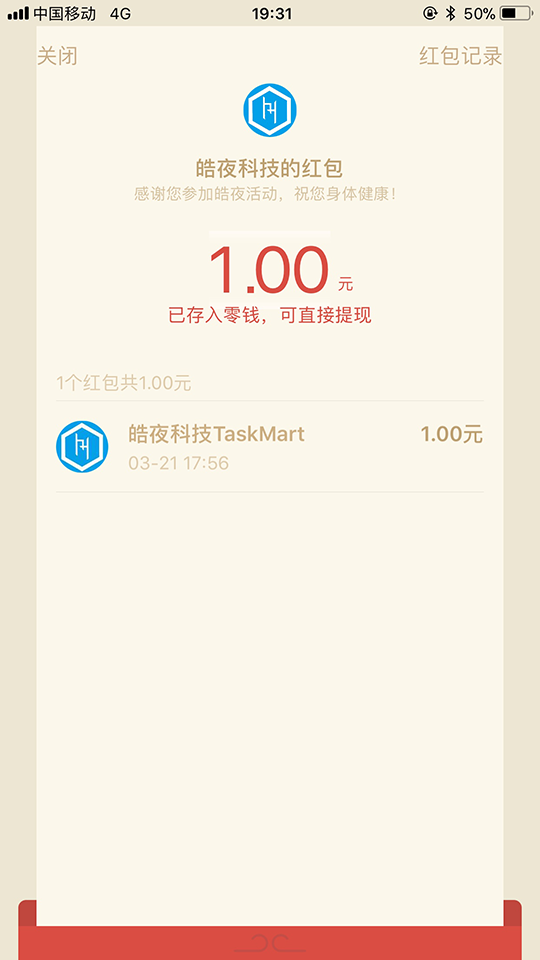 中国移动 4G 19:31 50%
关闭 红包记录
皓夜科技的红包
感谢您参加皓夜活动，祝您身体健康！
1.00 元
已存入零钱，可直接提现
1个红包共1.00元
皓夜科技TaskMart 1.00元
03-21 17:56